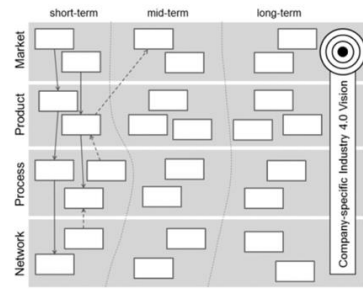 short-term mid-term long-term
Market
Product
Process
Network
Company-specific Industry 4.0 Vision